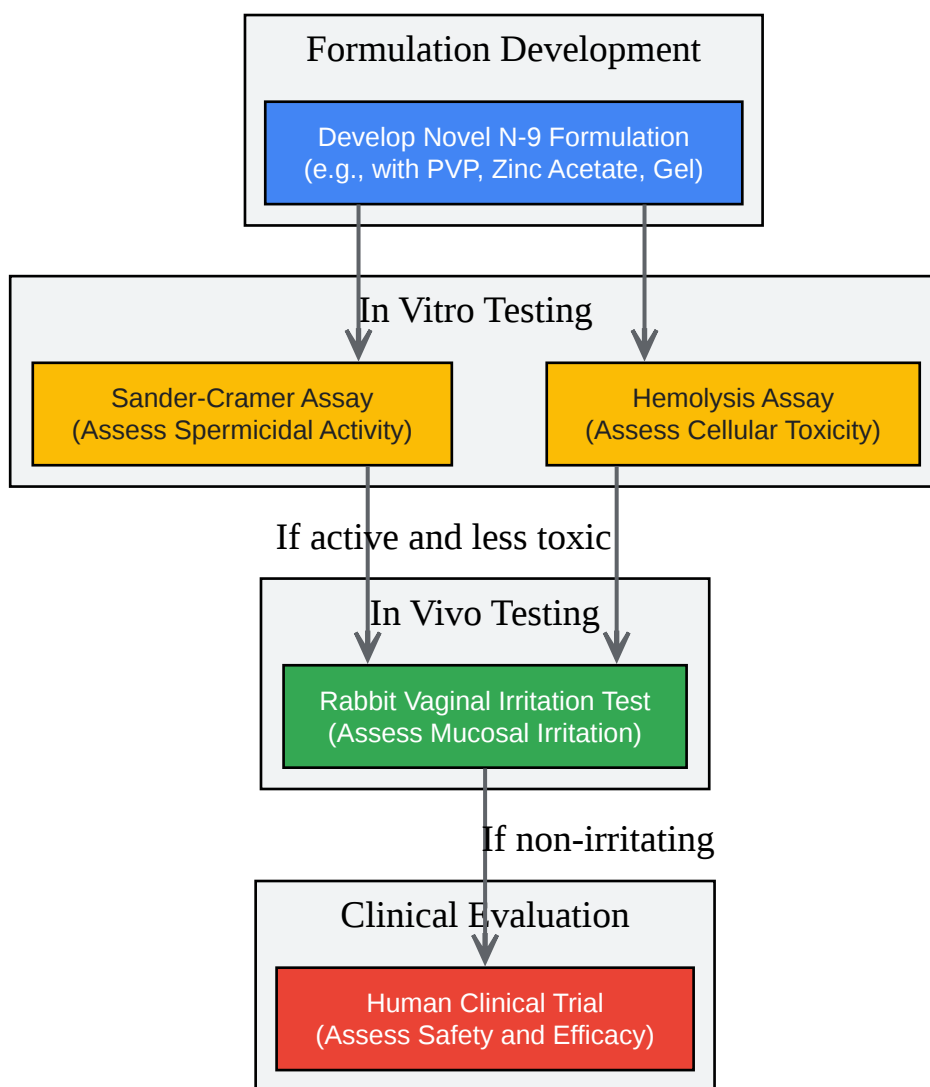 Formulation Development
Develop Novel N-9 Formulation
(e.g., with PVP, Zinc Acetate, Gel)
In Vitro Testing
Sander-Cramer Assay
(Assess Spermicidal Activity)
Hemolysis Assay
(Assess Cellular Toxicity)
If active and less toxic
In Vivo Testing
Rabbit Vaginal Irritation Test
(Assess Mucosal Irritation)
If non-irritating
Clinical Evaluation
Human Clinical Trial
(Assess Safety and Efficacy)